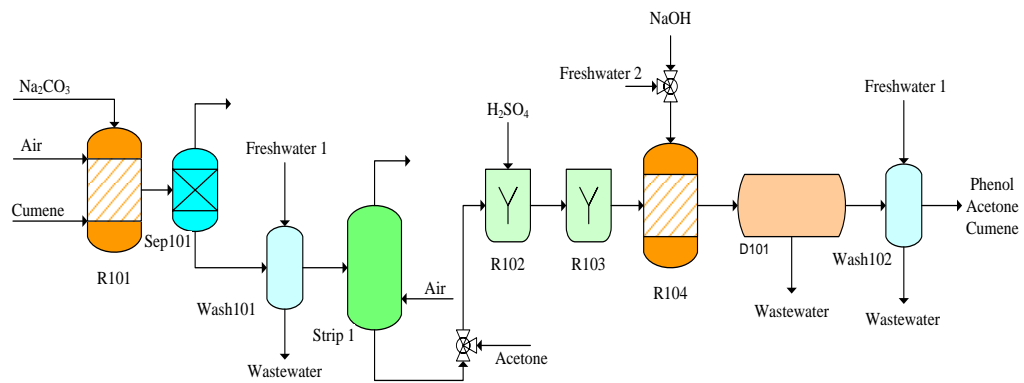 NaOH
Freshwater 2
Na₂CO₃
H₂SO₄
Freshwater 1
Air
Freshwater 1
Phenol
Acetone
Cumene
Cumene
Sep101
R101
R102
R103
R104
D101
Wash102
Air
Wash101
Strip 1
Wastewater
Wastewater
Acetone
Wastewater